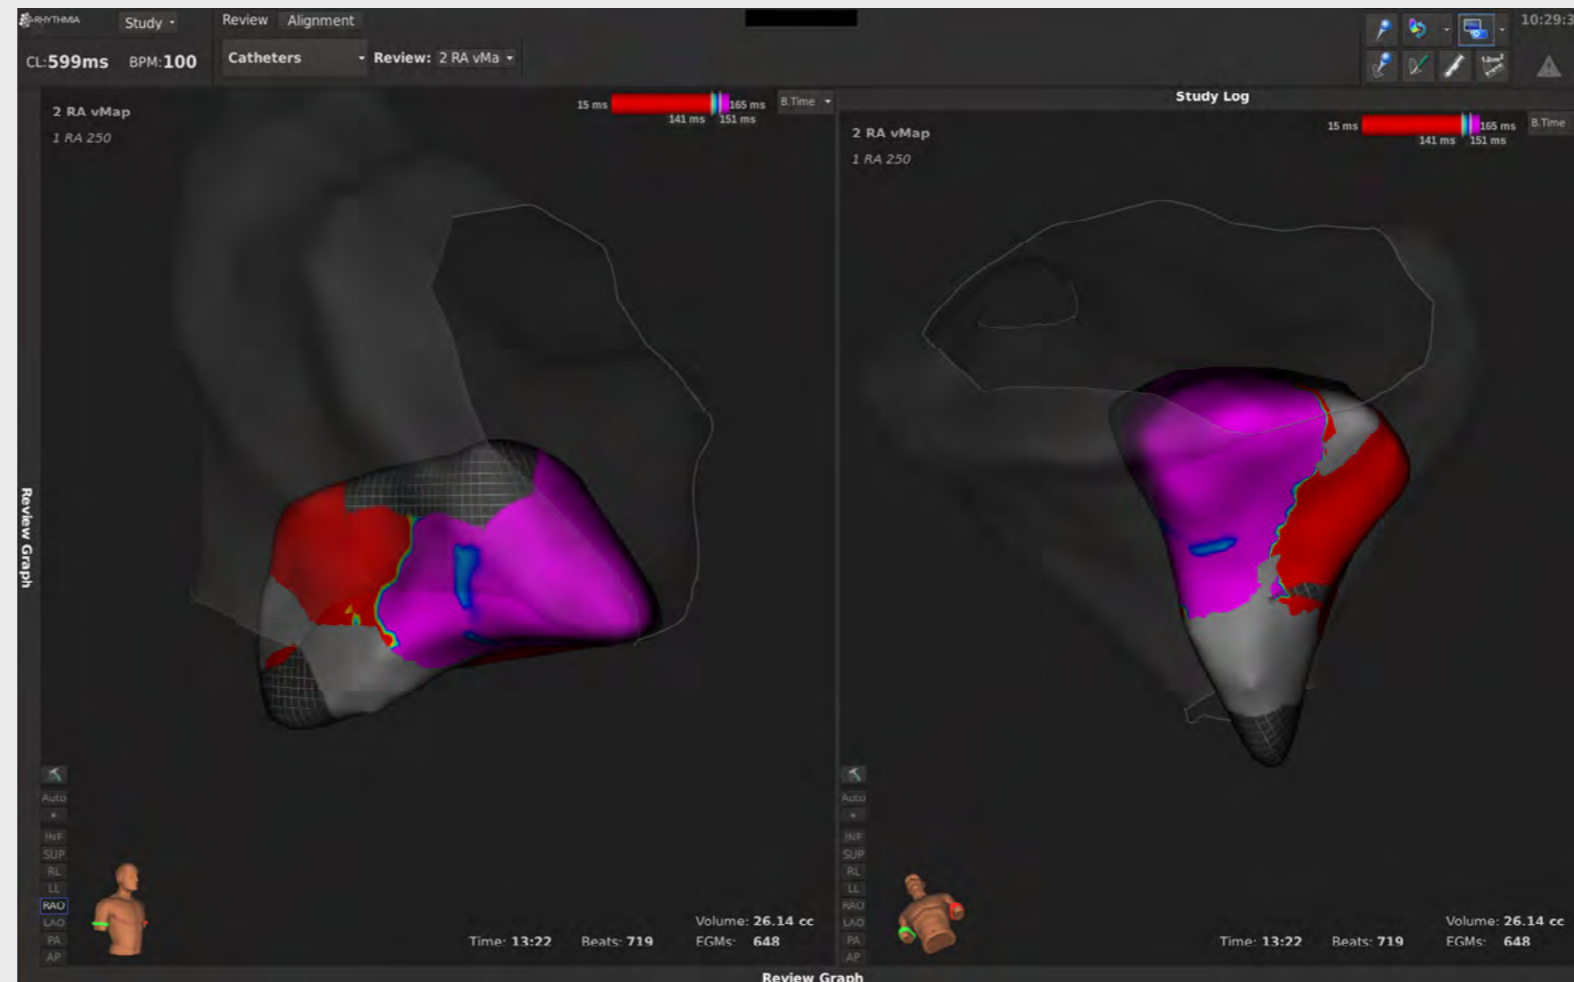 RHYTHMIA
Study
Review Alignment
10:29:3
CL:599ms BPM:100
Catheters
Review: 2 RA vMa
Study Log
2 RA vMap
1 RA 250
15 ms 165 ms
141 ms 151 ms
B.Time
2 RA vMap
1 RA 250
15 ms 165 ms
141 ms 151 ms
B.Time
Review Graph
Auto
INF
SUP
RL
LL
RAO
LAO
PA
AP
Volume: 26.14 cc
Time: 13:22 Beats: 719 EGMs: 648
Auto
INF
SUP
RL
LL
RAO
LAO
PA
AP
Volume: 26.14 cc
Time: 13:22 Beats: 719 EGMs: 648
Review Graph